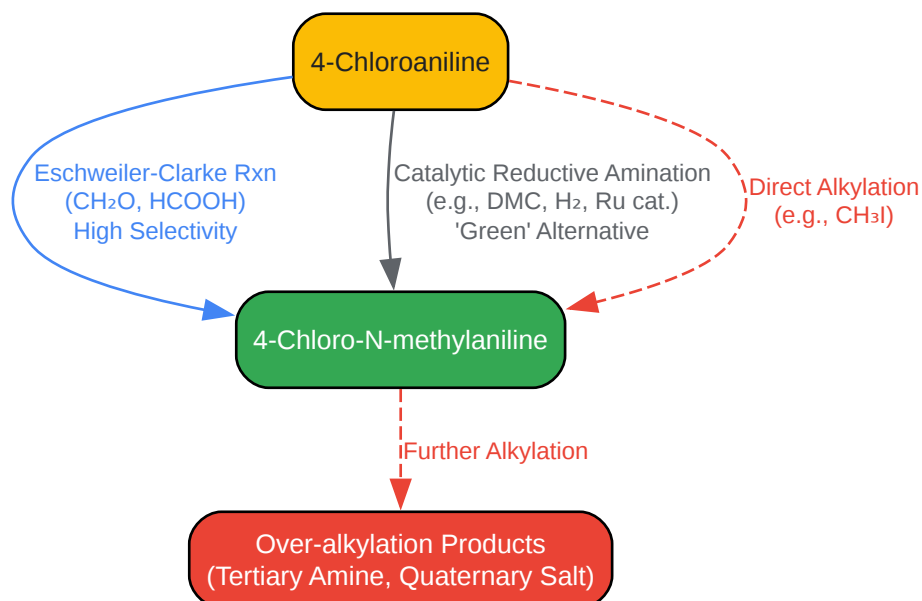 4-Chloroaniline
Eschweiler-Clarke Rxn
(CH₂O, HCOOH)
High Selectivity
Catalytic Reductive Amination
(e.g., DMC, H₂, Ru cat.)
'Green' Alternative
Direct Alkylation
(e.g., CH₃I)
4-Chloro-N-methylaniline
Further Alkylation
Over-alkylation Products
(Tertiary Amine, Quaternary Salt)